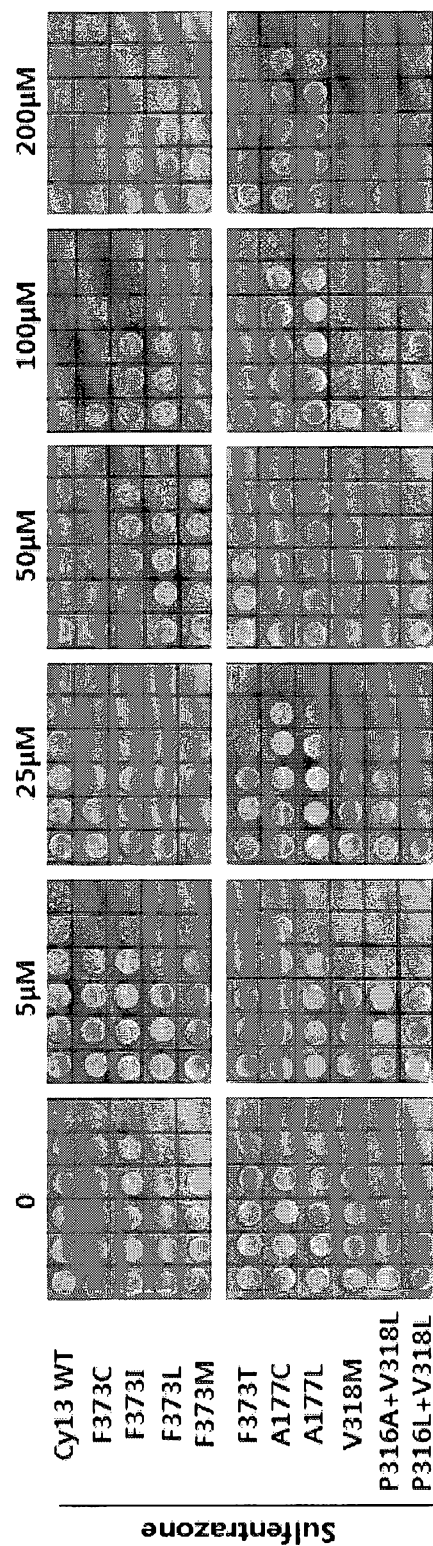 Sulfentrazone
0 5μM 25μM 50μM 100μM 200μM
Cy13 WT
F373C
F373I
F373L
F373M
F373T
A177C
A177L
V318M
P316A+V318L
P316L+V318L